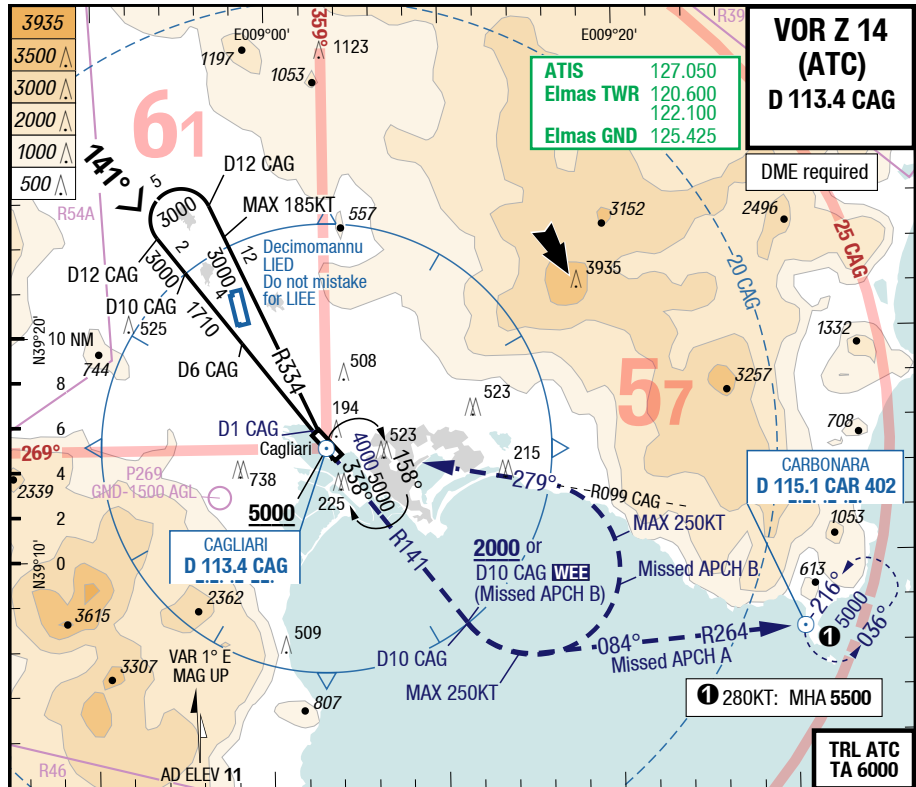 3935
3500
3000
2000
1000
500
E009°00'
E009°20'
R39
VOR Z 14
(ATC)
D 113.4 CAG
DME required
ATIS 127.050
Elmas TWR 120.600
122.100
Elmas GND 125.425
359°
1197
1123
1053
61
141°
R54A
5
3000
D12 CAG
MAX 185KT
557
3152
2496
25 CAG
20 CAG
D12 CAG
2
3000
3000
4
12
Decimomannu
LIED
Do not mistake
for LIEE
3935
D10 CAG
525
1710
N39°20'
10 NM
744
D6 CAG
R334
508
1332
3257
57
523
708
8
6
4
2
0
D1 CAG
194
Cagliari
269°
2339
P269
GND-1500 AGL
738
225
523
215
4000
5000
158°
338°
279°
R099 CAG
MAX 250KT
CARBONARA
D 115.1 CAR 402
5000
CAGLIARI
D 113.4 CAG
R141
2000 or
D10 CAG WEE
(Missed APCH B)
Missed APCH B
1053
613
216°
5000
036°
1
N39°10'
3615
2362
509
3307
VAR 1° E
MAG UP
D10 CAG
084°
R264
Missed APCH A
MAX 250KT
807
1 280KT: MHA 5500
R46
AD ELEV 11
TRL ATC
TA 6000